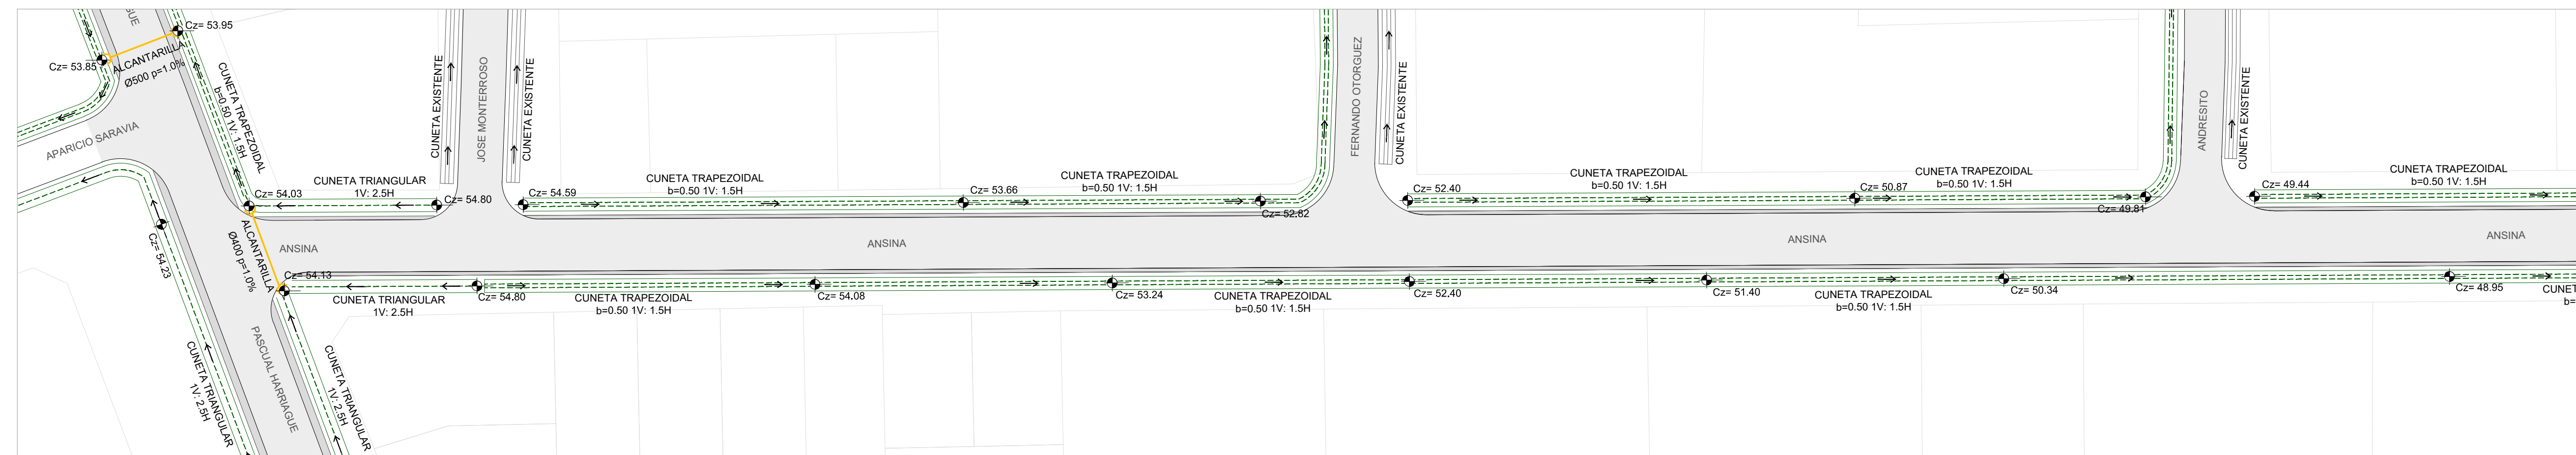 GUE
Cz= 53.95
Cz= 53.85
ALCANTARILLA
Ø500 p=1.0%
CUNETA TRAPEZOIDAL
b=0.50 1V: 1.5H
APARICIO SARAVIA
CUNETA EXISTENTE
JOSE MONTERROSO
CUNETA EXISTENTE
FERNANDO OTORGUEZ
CUNETA EXISTENTE
ANDRESITO
CUNETA EXISTENTE
Cz= 54.03
CUNETA TRIANGULAR
1V: 2.5H
Cz= 54.80
Cz= 54.59
CUNETA TRAPEZOIDAL
b=0.50 1V: 1.5H
Cz= 53.66
CUNETA TRAPEZOIDAL
b=0.50 1V: 1.5H
Cz= 52.82
Cz= 52.40
CUNETA TRAPEZOIDAL
b=0.50 1V: 1.5H
Cz= 50.87
CUNETA TRAPEZOIDAL
b=0.50 1V: 1.5H
Cz= 49.81
Cz= 49.44
CUNETA TRAPEZOIDAL
b=0.50 1V: 1.5H
Cz= 54.23
ALCANTARILLA
Ø400 p=1.0%
ANSINA
ANSINA
ANSINA
ANSINA
Cz= 54.13
CUNETA TRIANGULAR
1V: 2.5H
Cz= 54.80
CUNETA TRAPEZOIDAL
b=0.50 1V: 1.5H
Cz= 54.08
Cz= 53.24
CUNETA TRAPEZOIDAL
b=0.50 1V: 1.5H
Cz= 52.40
Cz= 51.40
CUNETA TRAPEZOIDAL
b=0.50 1V: 1.5H
Cz= 50.34
Cz= 48.95
CUNET
b=
CUNETA TRIANGULAR
1V: 2.5H
PASCUAL HARRIAGUE
CUNETA TRIANGULAR
1V: 2.5H